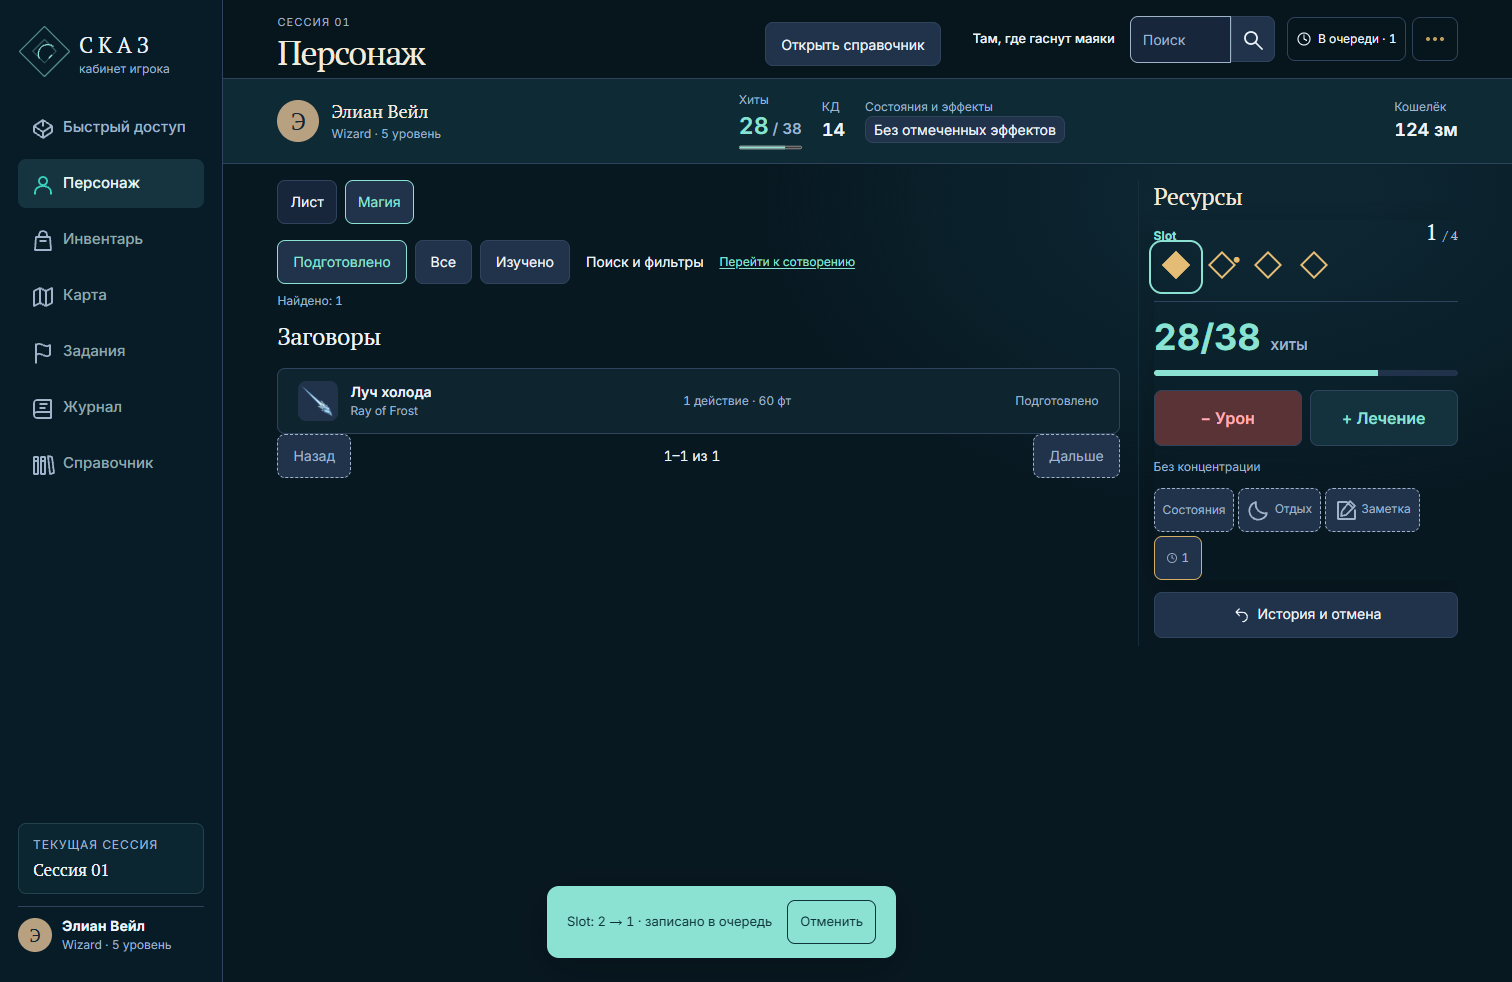 СКАЗ
кабинет игрока
Быстрый доступ
Персонаж
Инвентарь
Карта
Задания
Журнал
Справочник
ТЕКУЩАЯ СЕССИЯ
Сессия 01
Э
Элиан Вейл
Wizard · 5 уровень
СЕССИЯ 01
Персонаж
Открыть справочник
Там, где гаснут маяки
Поиск
В очереди · 1
Э
Элиан Вейл
Wizard · 5 уровень
Хиты
28 / 38
КД
14
Состояния и эффекты
Без отмеченных эффектов
Кошелёк
124 зм
Лист
Магия
Подготовлено
Все
Изучено
Поиск и фильтры
Перейти к сотворению
Найдено: 1
Заговоры
Луч холода
Ray of Frost
1 действие · 60 фт
Подготовлено
Назад
1–1 из 1
Дальше
Ресурсы
Slot
1 / 4
28/38 хиты
− Урон
+ Лечение
Без концентрации
Состояния
Отдых
Заметка
1
История и отмена
Slot: 2 → 1 · записано в очередь
Отменить